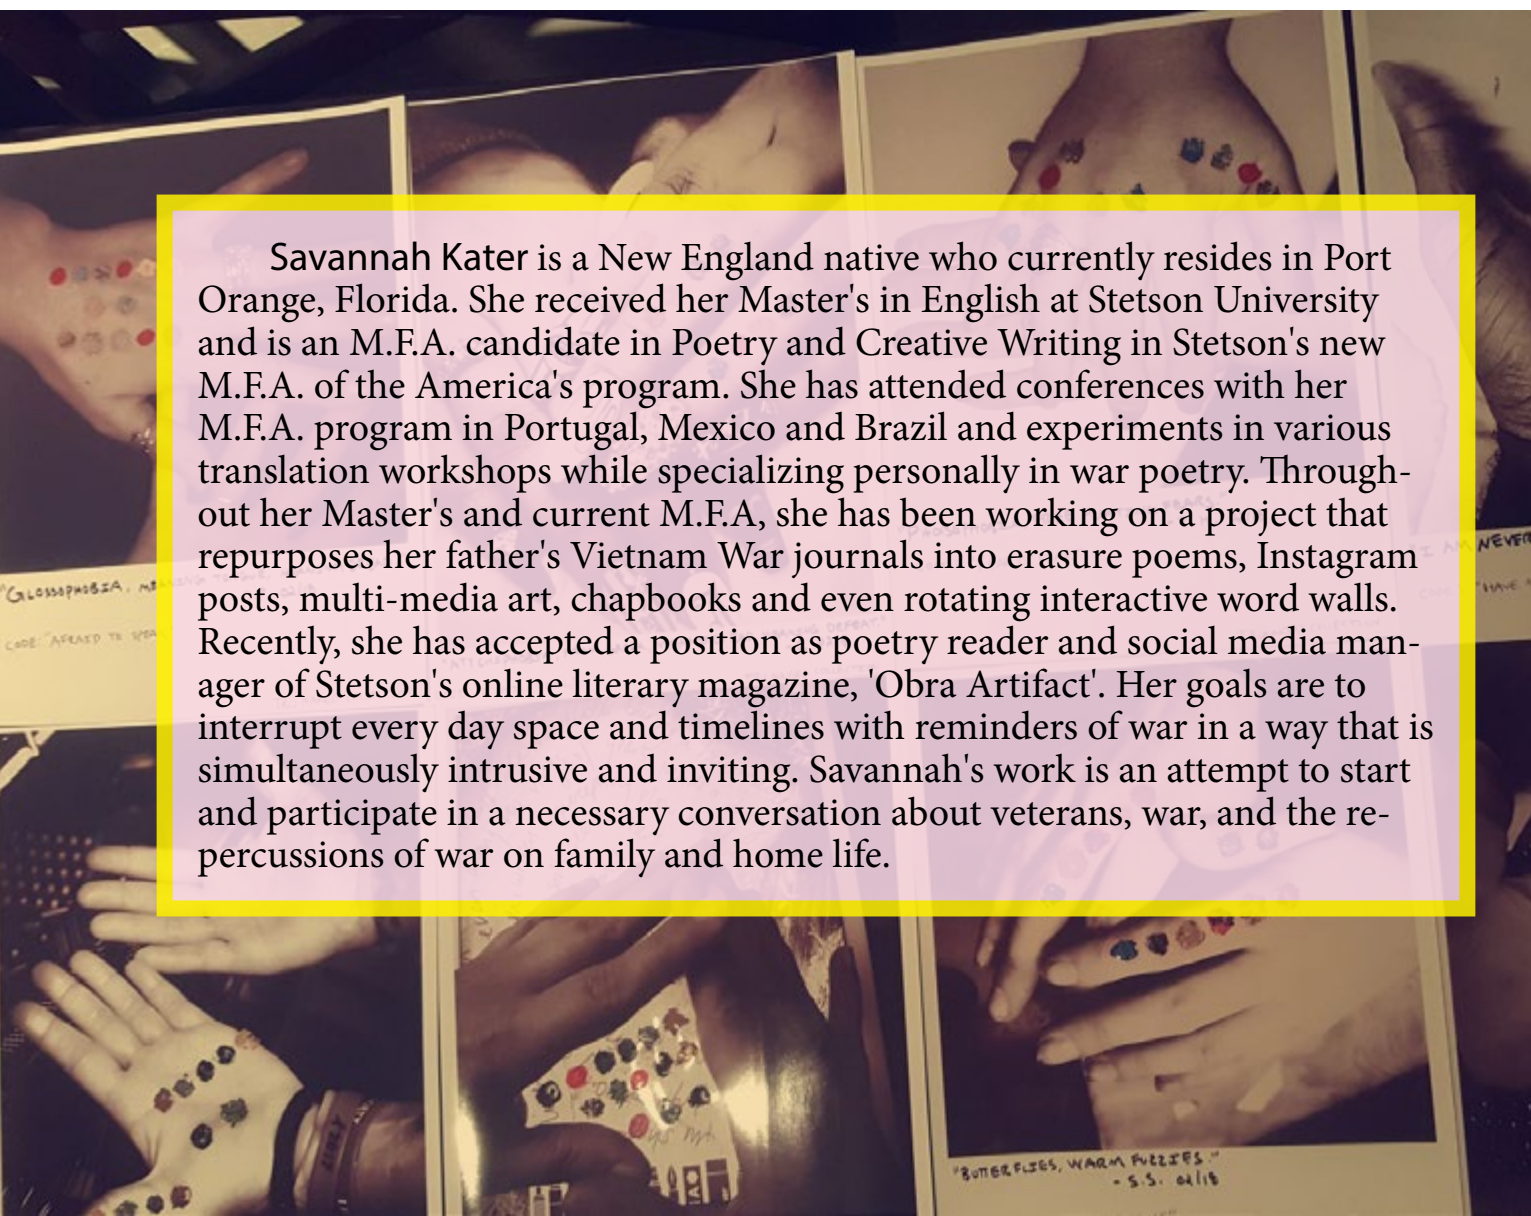 Savannah Kater is a New England native who currently resides in Port
Orange, Florida. She received her Master's in English at Stetson University
and is an M.F.A. candidate in Poetry and Creative Writing in Stetson's new
M.F.A. of the America's program. She has attended conferences with her
M.F.A. program in Portugal, Mexico and Brazil and experiments in various
translation workshops while specializing personally in war poetry. Through-
out her Master's and current M.F.A, she has been working on a project that
repurposes her father's Vietnam War journals into erasure poems, Instagram
posts, multi-media art, chapbooks and even rotating interactive word walls.
Recently, she has accepted a position as poetry reader and social media man-
ager of Stetson's online literary magazine, 'Obra Artifact'. Her goals are to
interrupt every day space and timelines with reminders of war in a way that is
simultaneously intrusive and inviting. Savannah's work is an attempt to start
and participate in a necessary conversation about veterans, war, and the re-
percussions of war on family and home life.
"GLOSSOPHOBIA,
CODE: "AFRAID TO SPEAK
I AM NEVER
"HAVE
DEFEAT."
"BUTTERFLIES, WARM FUZZIES."
- S.S. 02/18